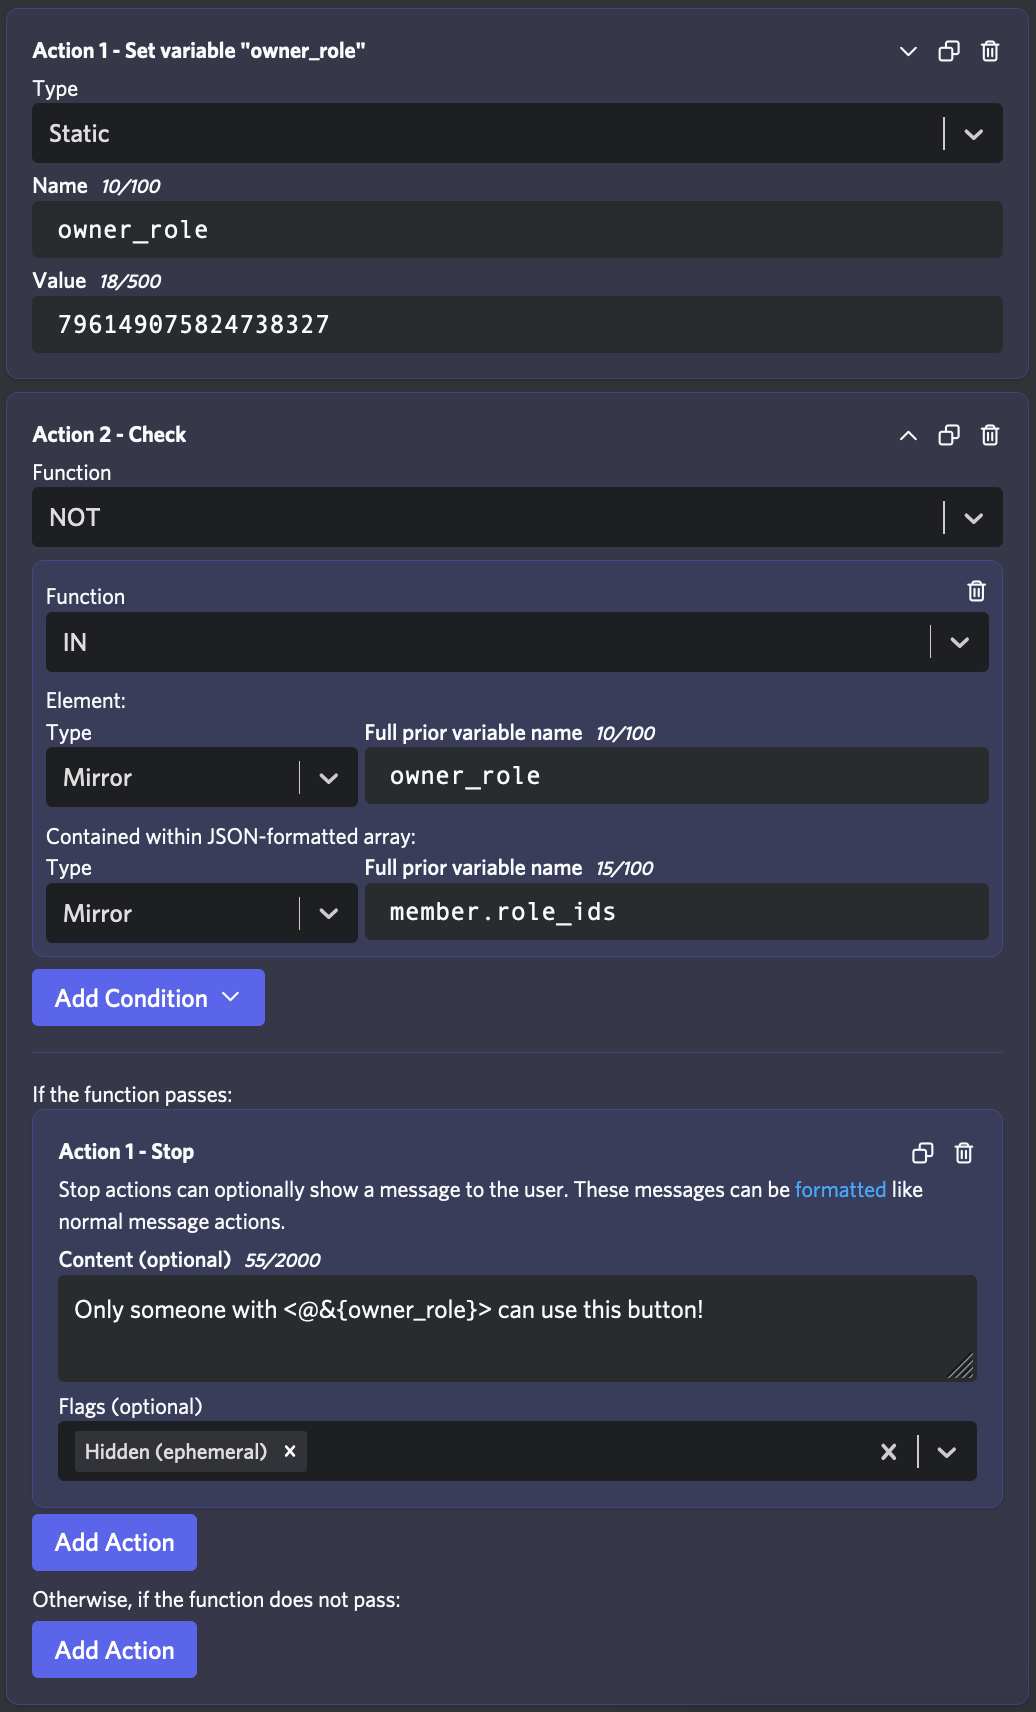 Action 1 - Set variable "owner_role"
Type
Static
Name 10/100
owner_role
Value 18/500
796149075824738327
Action 2 - Check
Function
NOT
Function
IN
Element:
Type Full prior variable name 10/100
Mirror owner_role
Contained within JSON-formatted array:
Type Full prior variable name 15/100
Mirror member.role_ids
Add Condition
If the function passes:
Action 1 - Stop
Stop actions can optionally show a message to the user. These messages can be formatted like
normal message actions.
Content (optional) 55/2000
Only someone with <@&{owner_role}> can use this button!
Flags (optional)
Hidden (ephemeral)
Add Action
Otherwise, if the function does not pass:
Add Action